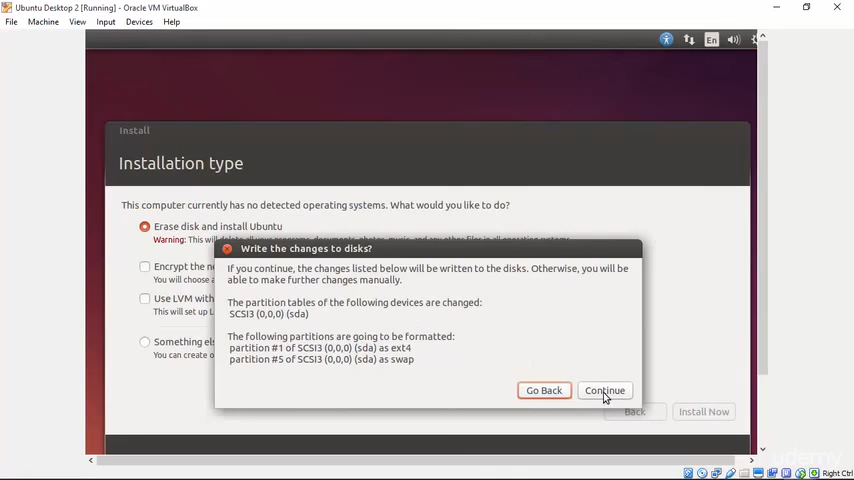 Ubuntu Desktop 2 [Running] - Oracle VM VirtualBox
File Machine View Input Devices Help
En
Install
Installation type
This computer currently has no detected operating systems. What would you like to do?
Erase disk and install Ubuntu
Warning: This will
Write the changes to disks?
Encrypt the ne
You will choose a
Use LVM with
This will set up L
Something else
You can create o
If you continue, the changes listed below will be written to the disks. Otherwise, you will be
able to make further changes manually.
The partition tables of the following devices are changed:
SCSI3 (0,0,0) (sda)
The following partitions are going to be formatted:
partition #1 of SCSI3 (0,0,0) (sda) as ext4
partition #5 of SCSI3 (0,0,0) (sda) as swap
Go Back Continue
Back Install Now
udemy
Right Ctrl